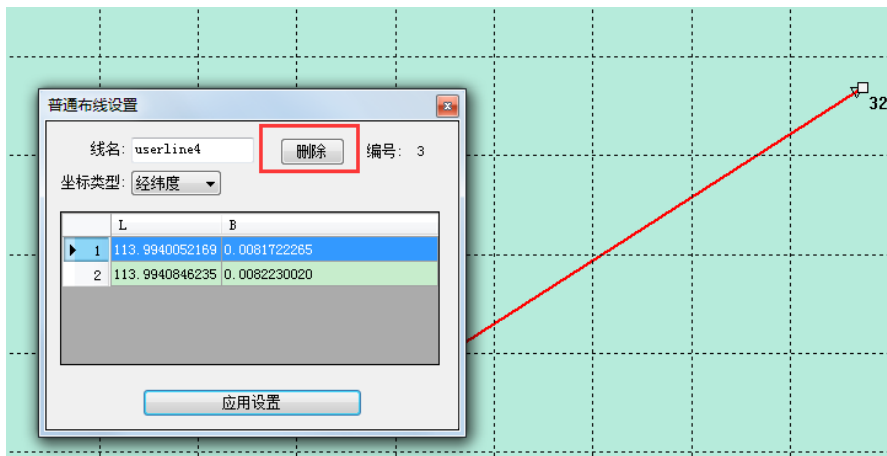 普通布线设置
线名: userline4 删除 编号: 3
坐标类型: 经纬度
L B
1 113.9940052169 0.0081722265
2 113.9940846235 0.0082230020
应用设置
32